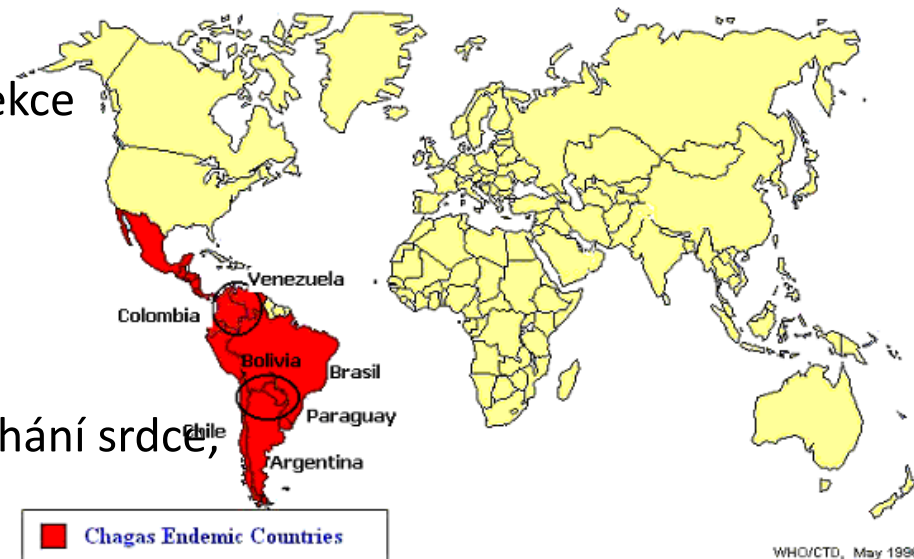 ekce
Venezuela
Colombia
Bolivia
Brasil
Paraguay
hání srdce,
Chile
Argentina
Chagas Endemic Countries
WHO/CTD, May 199